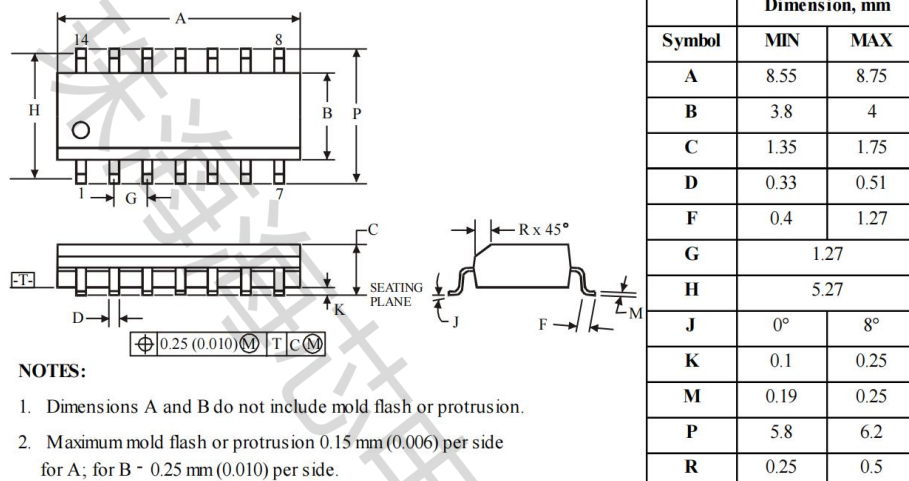 A
14
8
H
B
P
1
G
7
C
R x 45°
-T-
SEATING
PLANE
K
D
J
F
M
⌖ 0.25 (0.010) Ⓜ T C Ⓜ
NOTES:
1. Dimensions A and B do not include mold flash or protrusion.
2. Maximum mold flash or protrusion 0.15 mm (0.006) per side
for A; for B - 0.25 mm (0.010) per side.
Dimension, mm
Symbol MIN MAX
A 8.55 8.75
B 3.8 4
C 1.35 1.75
D 0.33 0.51
F 0.4 1.27
G 1.27
H 5.27
J 0° 8°
K 0.1 0.25
M 0.19 0.25
P 5.8 6.2
R 0.25 0.5
珠海海芯